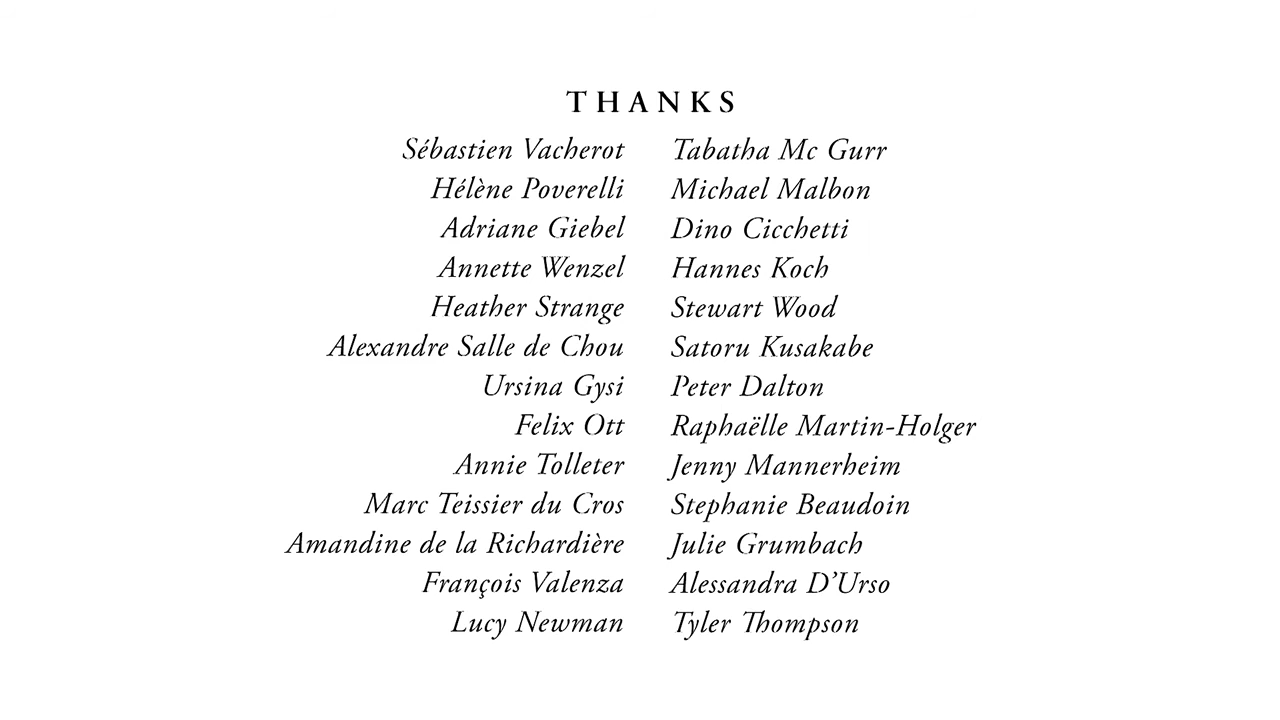 THANKS
Sébastien Vacherot Tabatha Mc Gurr
Hélène Poverelli Michael Malbon
Adriane Giebel Dino Cicchetti
Annette Wenzel Hannes Koch
Heather Strange Stewart Wood
Alexandre Salle de Chou Satoru Kusakabe
Ursina Gysi Peter Dalton
Felix Ott Raphaëlle Martin-Holger
Annie Tolleter Jenny Mannerheim
Marc Teissier du Cros Stephanie Beaudoin
Amandine de la Richardière Julie Grumbach
François Valenza Alessandra D’Urso
Lucy Newman Tyler Thompson